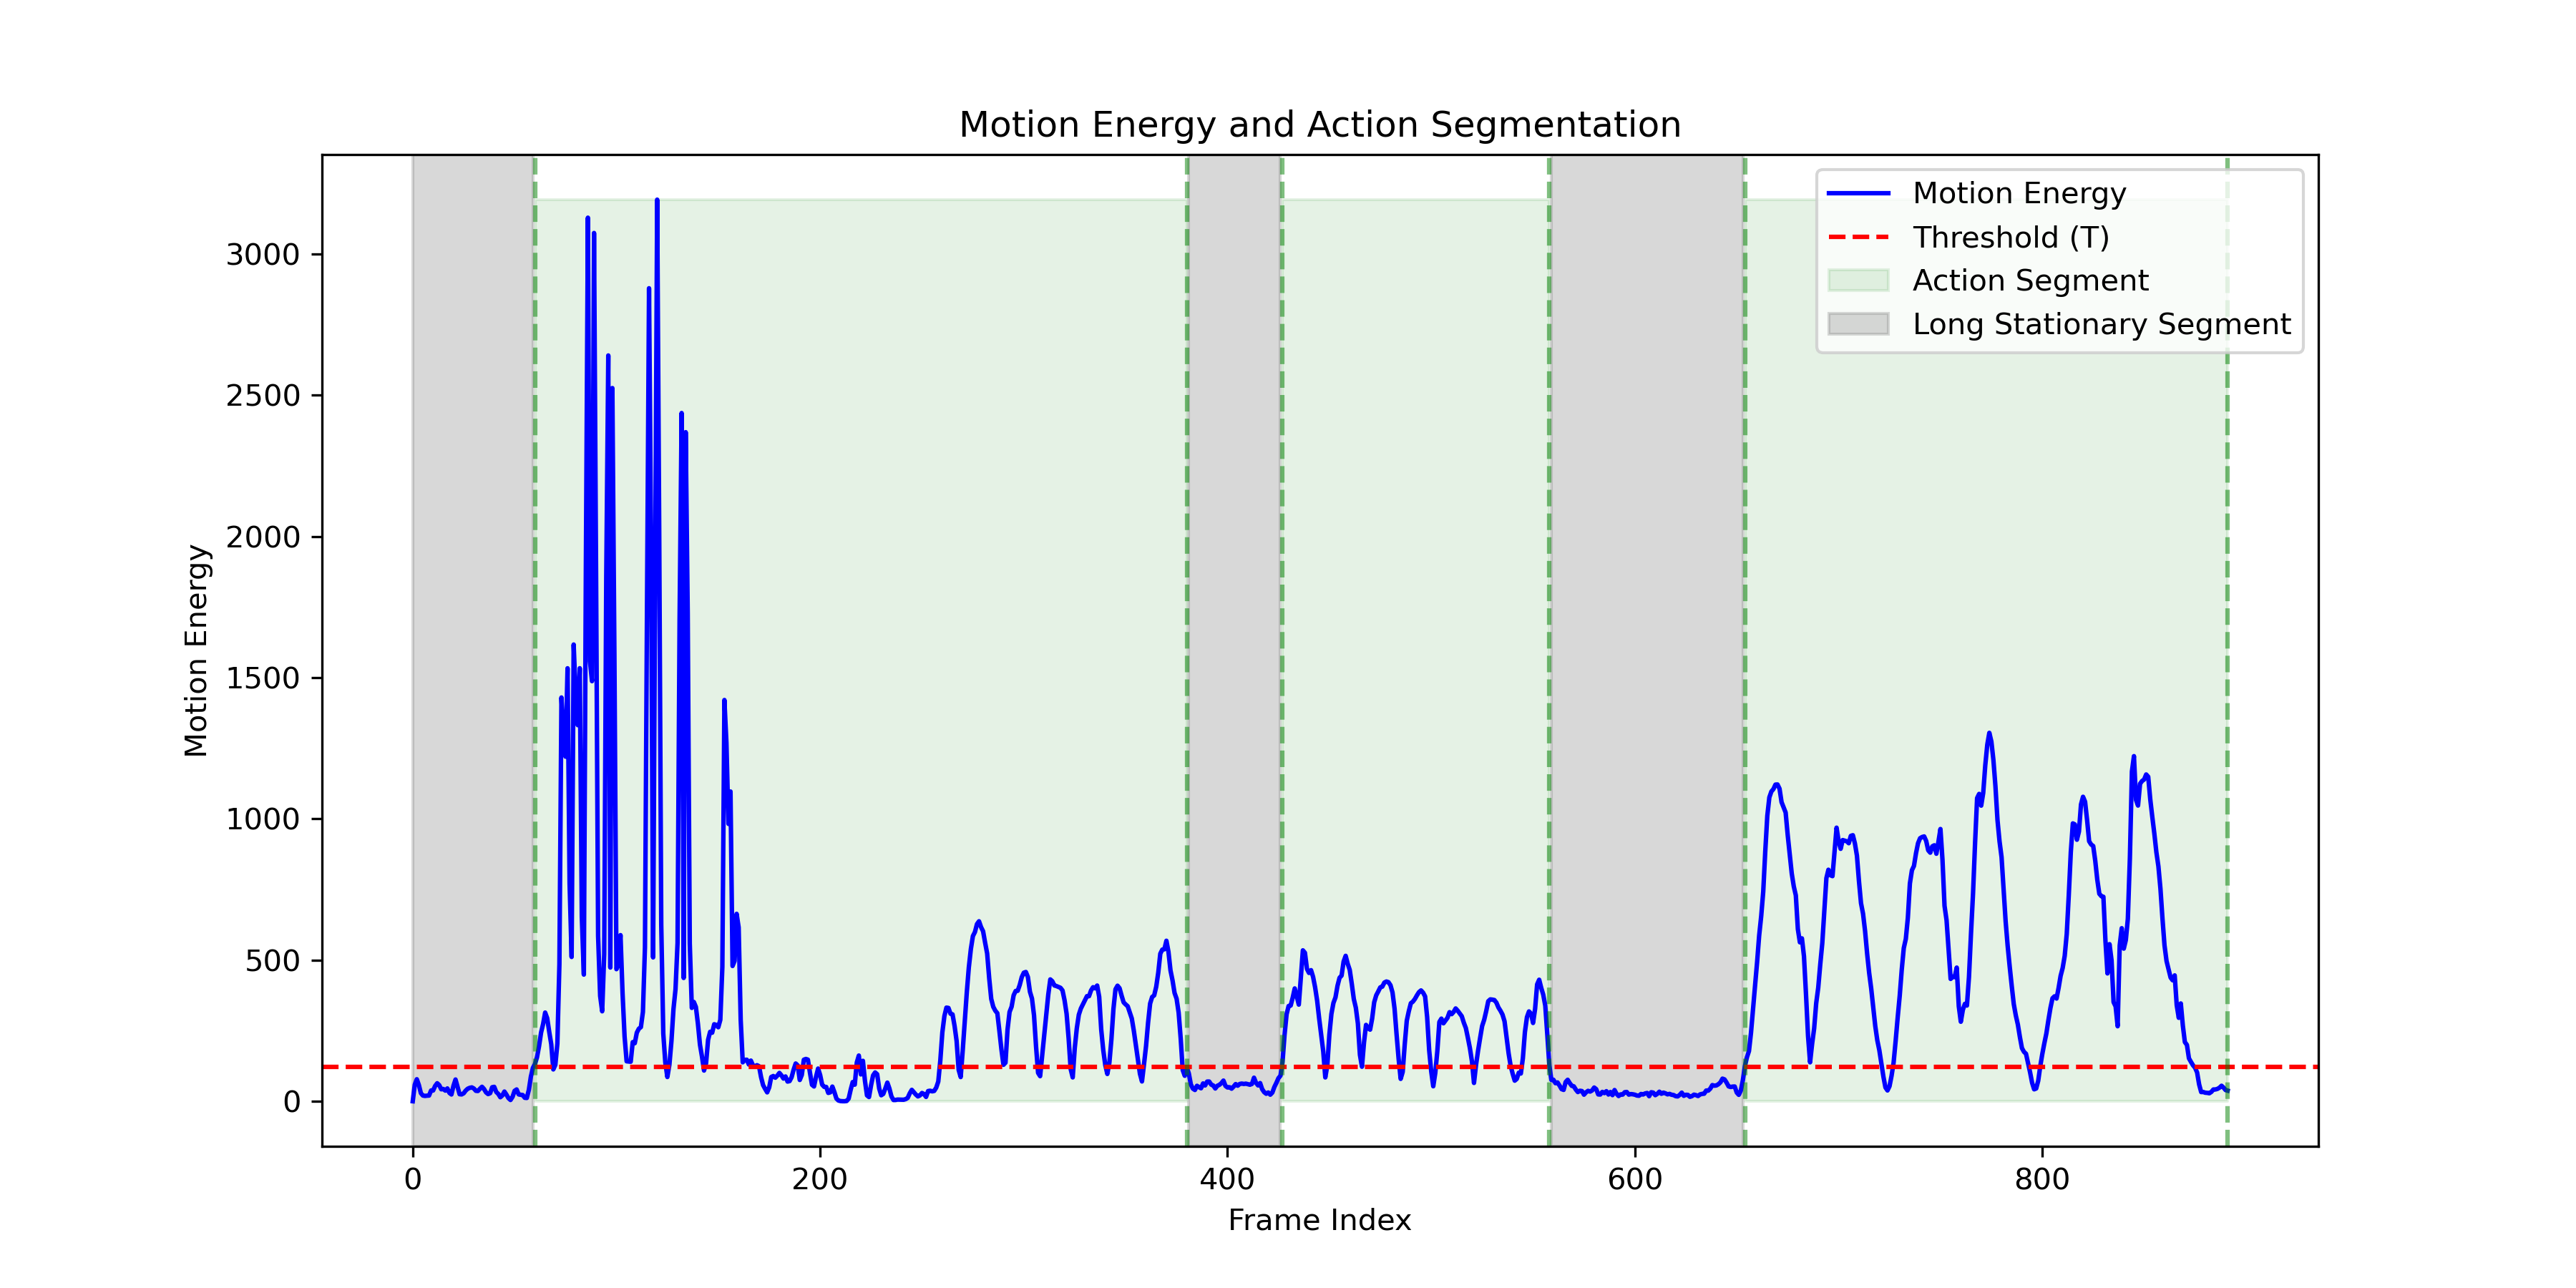 Motion Energy and Action Segmentation
Motion Energy
Threshold (T)
Action Segment
Long Stationary Segment
3000
2500
2000
1500
1000
500
0
Motion Energy
0 200 400 600 800
Frame Index